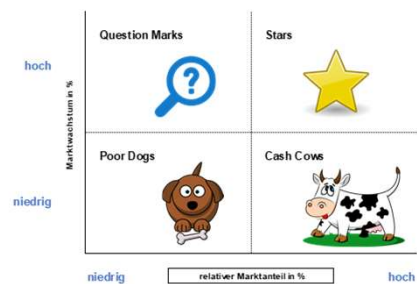 Question Marks
Stars
hoch
Marktwachstum in %
Poor Dogs
Cash Cows
niedrig
niedrig
relativer Marktanteil in %
hoch